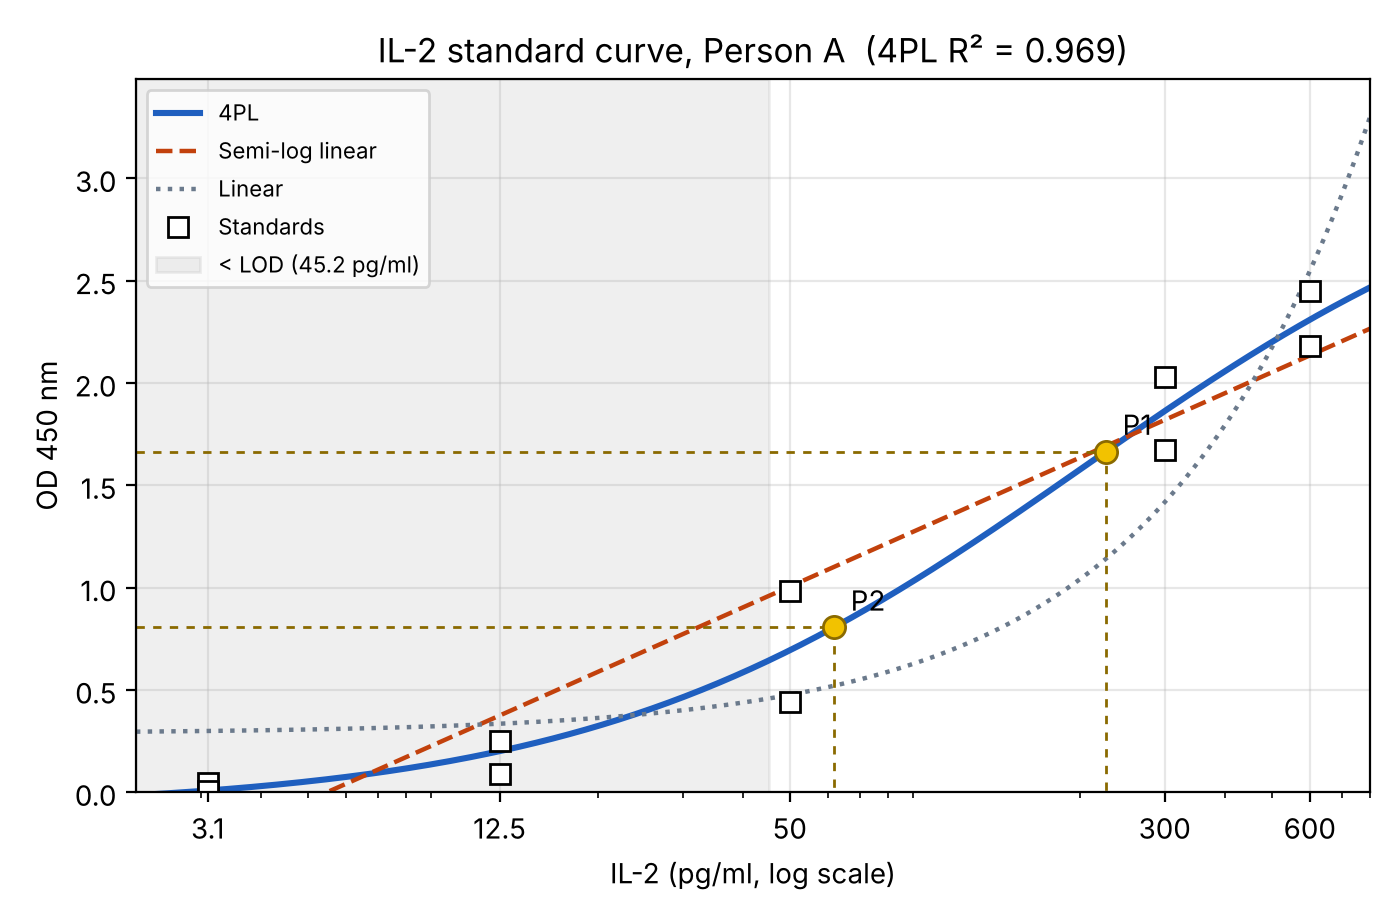 IL-2 standard curve, Person A (4PL R² = 0.969)
4PL
Semi-log linear
Linear
Standards
< LOD (45.2 pg/ml)
3.0
2.5
2.0
1.5
1.0
0.5
0.0
OD 450 nm
P1
P2
3.1 12.5 50 300 600
IL-2 (pg/ml, log scale)